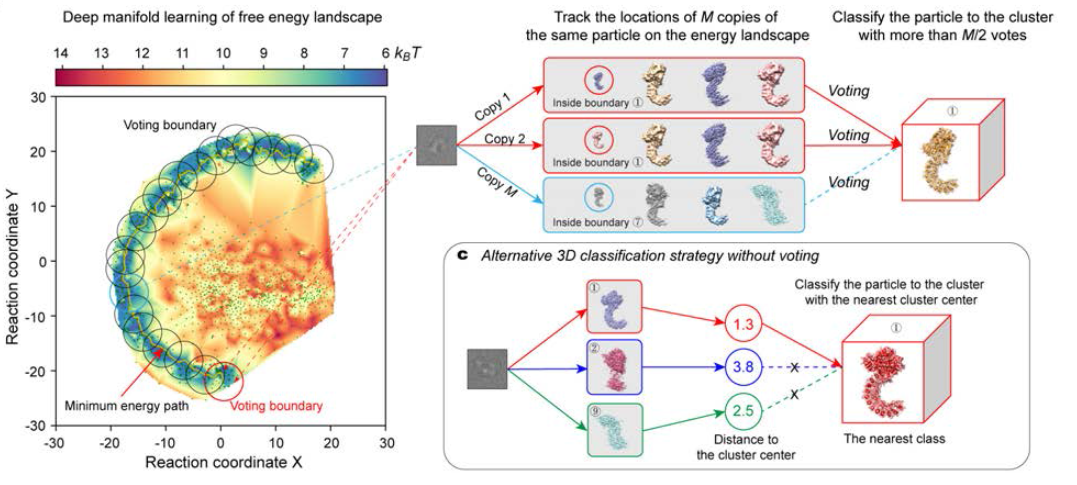 Deep manifold learning of free enegy landscape
14 13 12 11 10 9 8 7 6 kBT
Voting boundary
30
20
10
0
-10
-20
-30
Reaction coordinate Y
Minimum energy path
Voting boundary
-30 -20 -10 0 10 20 30
Reaction coordinate X
Track the locations of M copies of
the same particle on the energy landscape
Classify the particle to the cluster
with more than M/2 votes
Copy 1
Inside boundary ①
Voting
Copy 2
Inside boundary ①
Voting
Copy M
Inside boundary ⑦
Voting
①
c Alternative 3D classification strategy without voting
①
1.3
②
3.8
X
⑨
2.5
X
Distance to
the cluster center
Classify the particle to the cluster
with the nearest cluster center
①
The nearest class